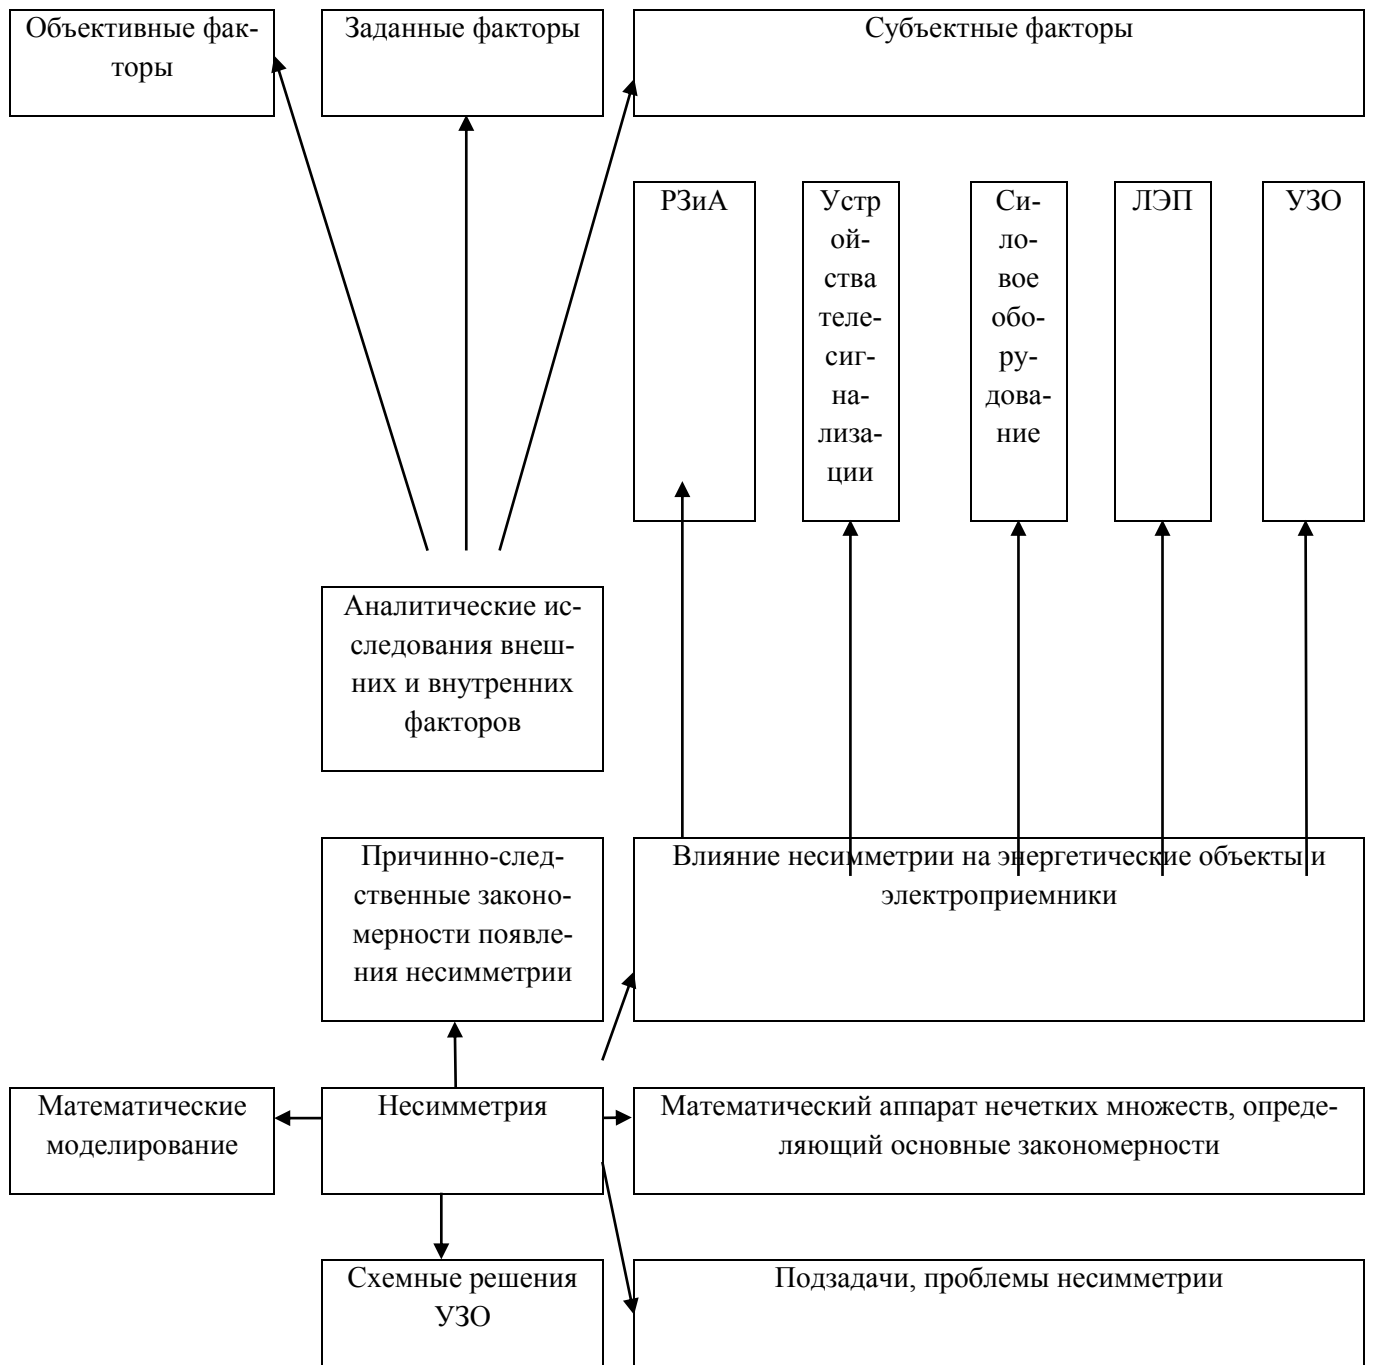 Объективные фак-
торы
Заданные факторы
Субъектные факторы
РЗиА
Устр
ой-
ства
теле-
сиг-
на-
лиза-
ции
Си-
ло-
вое
обо-
ру-
дова-
ние
ЛЭП
УЗО
Аналитические ис-
следования внеш-
них и внутренних
факторов
Причинно-след-
ственные законо-
мерности появле-
ния несимметрии
Влияние несимметрии на энергетические объекты и
электроприемники
Математические
моделирование
Несимметрия
Математический аппарат нечетких множеств, опреде-
ляющий основные закономерности
Схемные решения
УЗО
Подзадачи, проблемы несимметрии